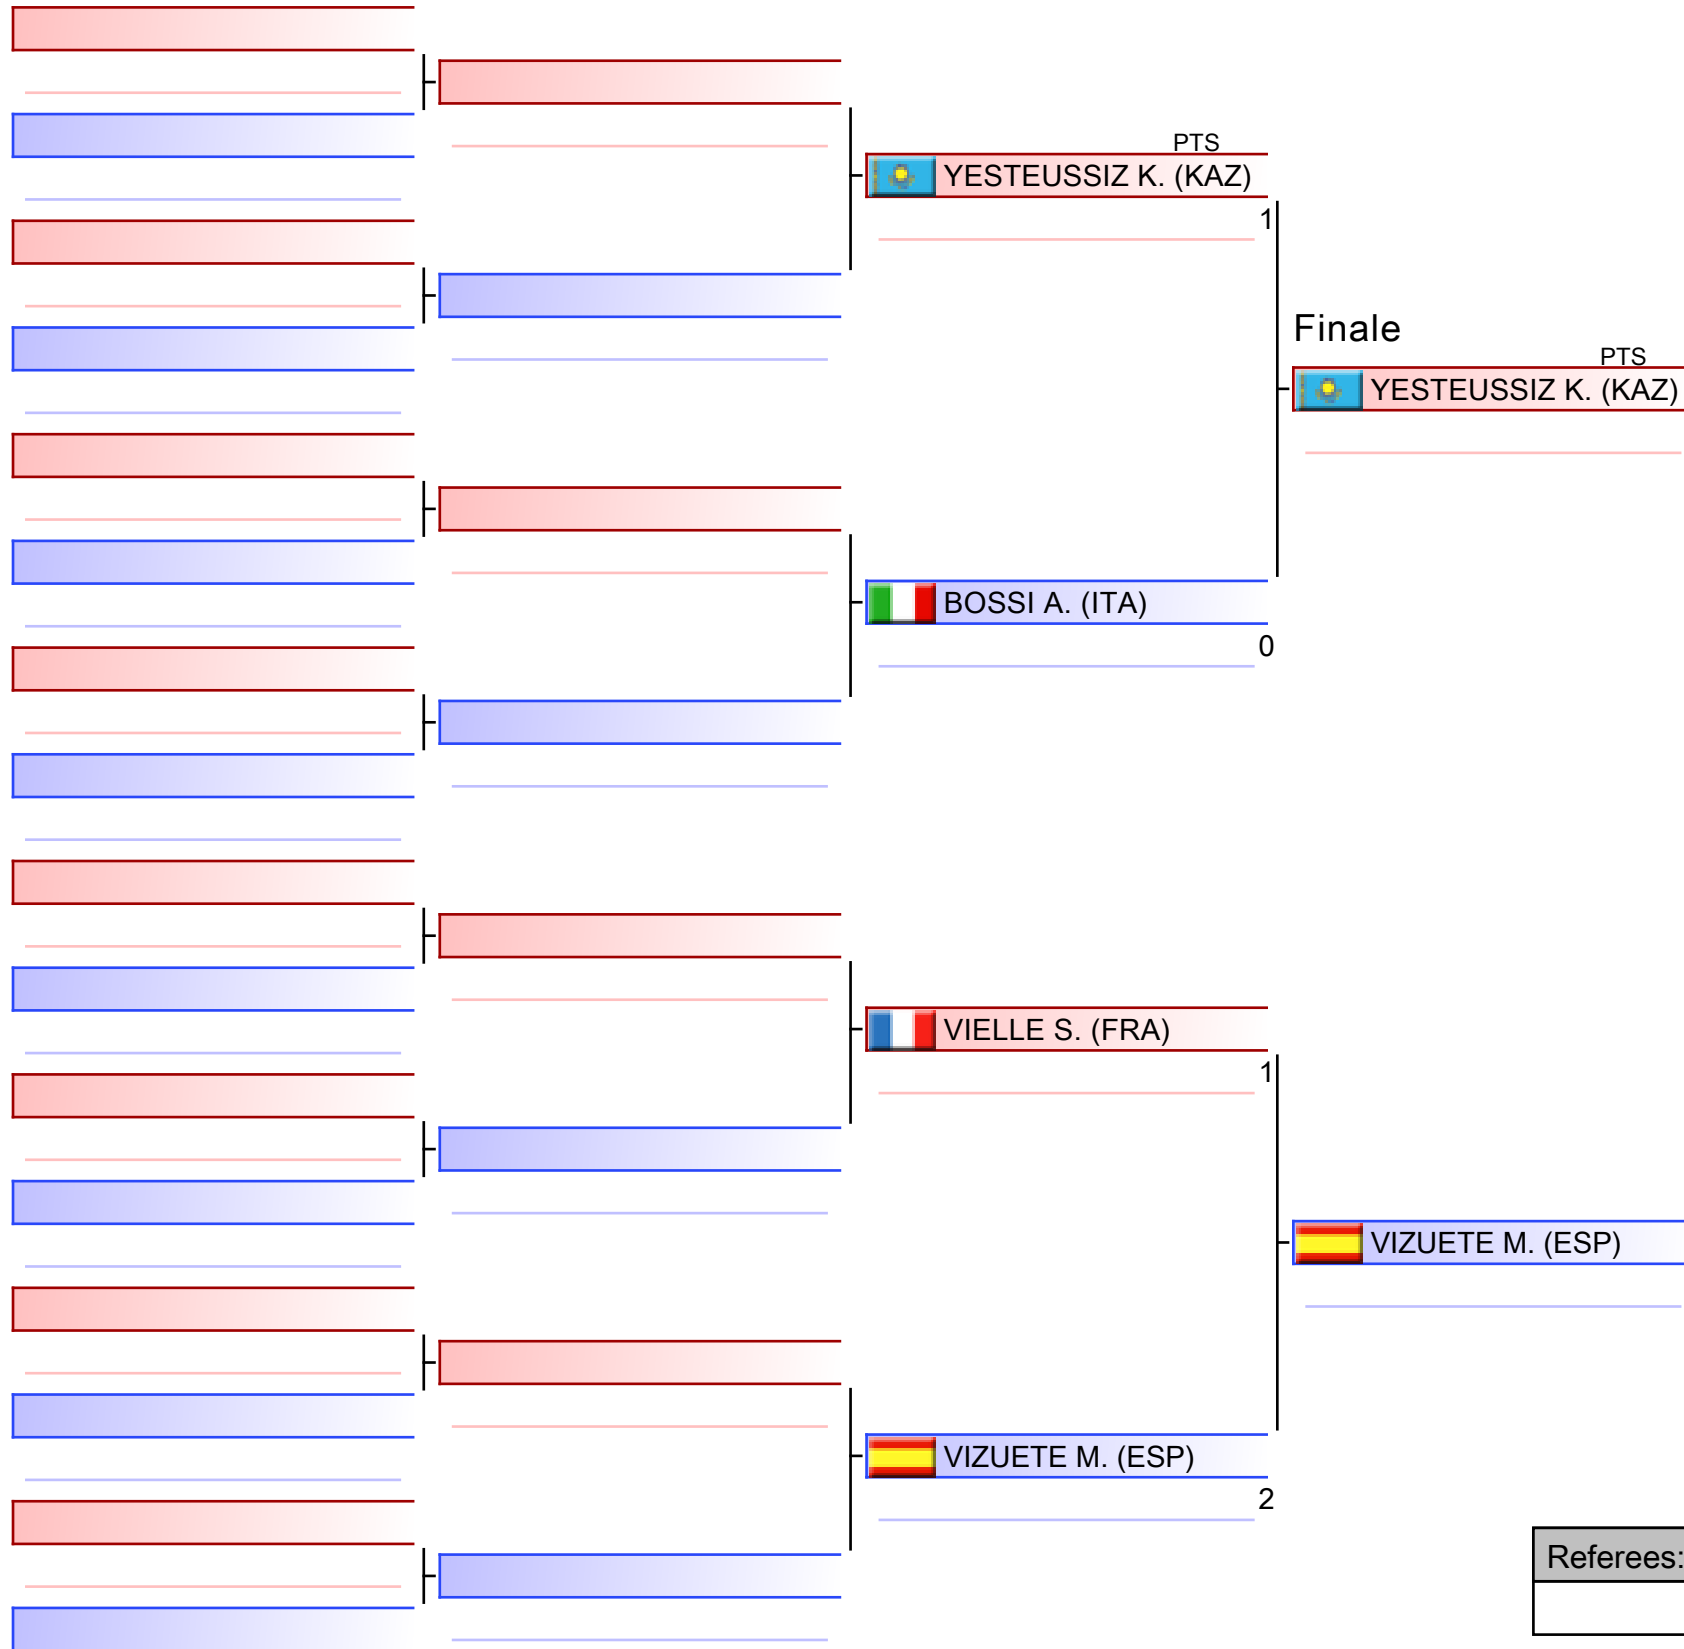 PTS
YESTEUSSIZ K. (KAZ)
1
Finale
PTS
YESTEUSSIZ K. (KAZ)
BOSSI A. (ITA)
0
VIELLE S. (FRA)
1
VIZUETE M. (ESP)
VIZUETE M. (ESP)
2
Referees: